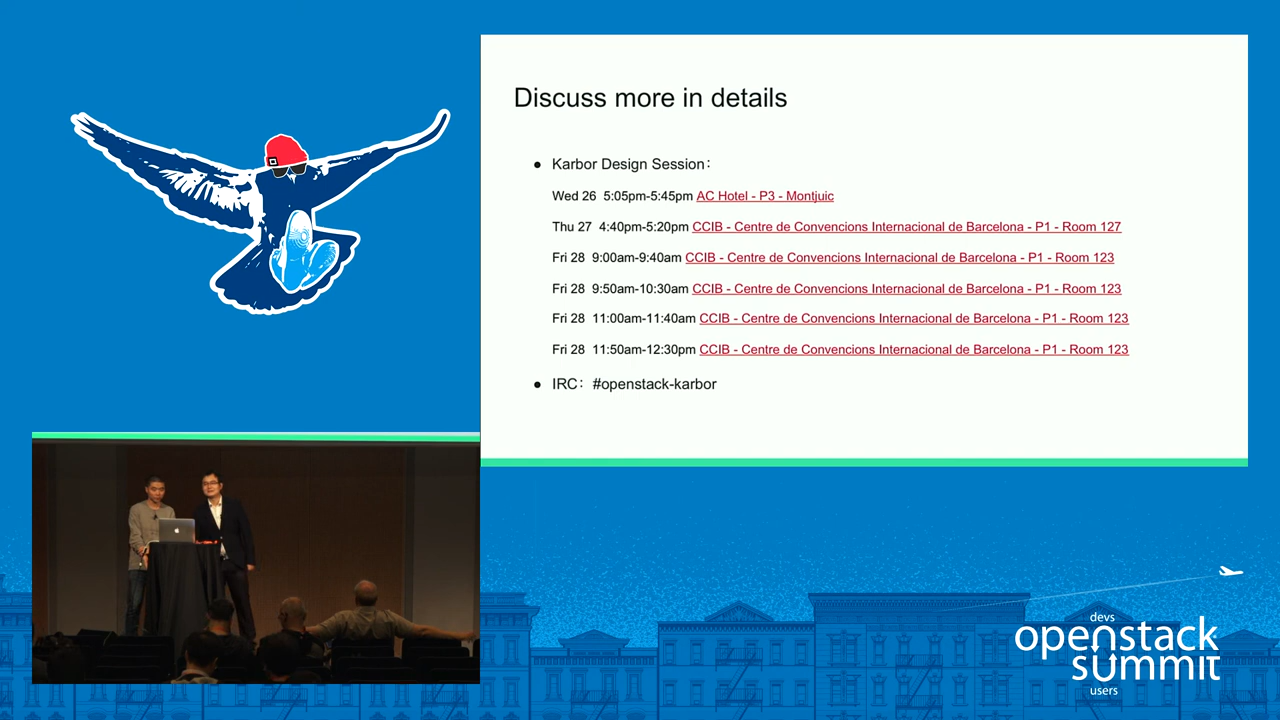 Discuss more in details
● Karbor Design Session：
Wed 26 5:05pm-5:45pm AC Hotel - P3 - Montjuic
Thu 27 4:40pm-5:20pm CCIB - Centre de Convencions Internacional de Barcelona - P1 - Room 127
Fri 28 9:00am-9:40am CCIB - Centre de Convencions Internacional de Barcelona - P1 - Room 123
Fri 28 9:50am-10:30am CCIB - Centre de Convencions Internacional de Barcelona - P1 - Room 123
Fri 28 11:00am-11:40am CCIB - Centre de Convencions Internacional de Barcelona - P1 - Room 123
Fri 28 11:50am-12:30pm CCIB - Centre de Convencions Internacional de Barcelona - P1 - Room 123
● IRC： #openstack-karbor
devs
openstack
summit
users